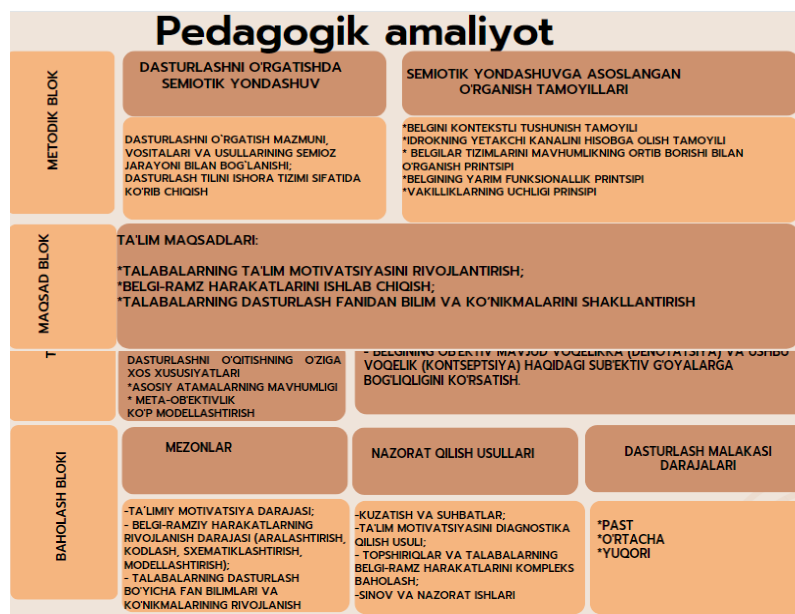 Pedagogik amaliyot
METODIK BLOK
DASTURLASHNI O'RGATISHDA
SEMIOTIK YONDASHUV
SEMIOTIK YONDASHUVGA ASOSLANGAN
O'RGANISH TAMOYILLARI
DASTURLASHNI O`RGATISH MAZMUNI,
VOSITALARI VA USULLARINING SEMIOZ
JARAYONI BILAN BOG'LANISHI;
DASTURLASH TILINI ISHORA TIZIMI SIFATIDA
KO'RIB CHIQISH
*BELGINI KONTEKSTLI TUSHUNISH TAMOYILI
*IDROKNING YETAKCHI KANALINI HISOBGA OLISH TAMOYILI
* BELGILAR TIZIMLARINI MAVHUMLIKNING ORTIB BORISHI BILAN
O'RGANISH PRINTSIPI
*BELGINING YARIM FUNKSIONALLIK PRINTSIPI
*VAKILLIKLARNING UCHLIGI PRINSIPI
MAQSAD BLOK
TA'LIM MAQSADLARI:
*TALABALARNING TA'LIM MOTIVATSIYASINI RIVOJLANTIRISH;
*BELGI-RAMZ HARAKATLARINI ISHLAB CHIQISH;
*TALABALARNING DASTURLASH FANIDAN BILIM VA KO'NIKMALARINI SHAKLLANTIRISH
T
DASTURLASHNI O'QITISHNING O'ZIGA
XOS XUSUSIYATLARI
*ASOSIY ATAMALARNING MAVHUMLIGI
* META-OB'EKTIVLIK
KO'P MODELLASHTIRISH
- BELGINING OB'EKTIV MAVJUD VOQELIKKA (DENOTATSIYA) VA USHBU
VOQELIK (KONTSEPTSIYA) HAQIDAGI SUB'EKTIV G'OYALARGA
BOG'LIQLIGINI KO'RSATISH.
BAHOLASH BLOKI
MEZONLAR
NAZORAT QILISH USULLARI
DASTURLASH MALAKASI
DARAJALARI
-TA'LIMIY MOTIVATSIYA DARAJASI;
- BELGI-RAMZIY HARAKATLARNING
RIVOJLANISH DARAJASI (ARALASHTIRISH,
KODLASH, SXEMATIKLASHTIRISH,
MODELLASHTIRISH);
- TALABALARNING DASTURLASH
BO'YICHA FAN BILIMLARI VA
KO'NIKMALARINING RIVOJLANISH
-KUZATISH VA SUHBATLAR;
-TA'LIM MOTIVATSIYASINI DIAGNOSTIKA
QILISH USULI;
- TOPSHIRIQLAR VA TALABALARNING
BELGI-RAMZ HARAKATLARINI KOMPLEKS
BAHOLASH;
-SINOV VA NAZORAT ISHLARI
*PAST
*O'RTACHA
*YUQORI